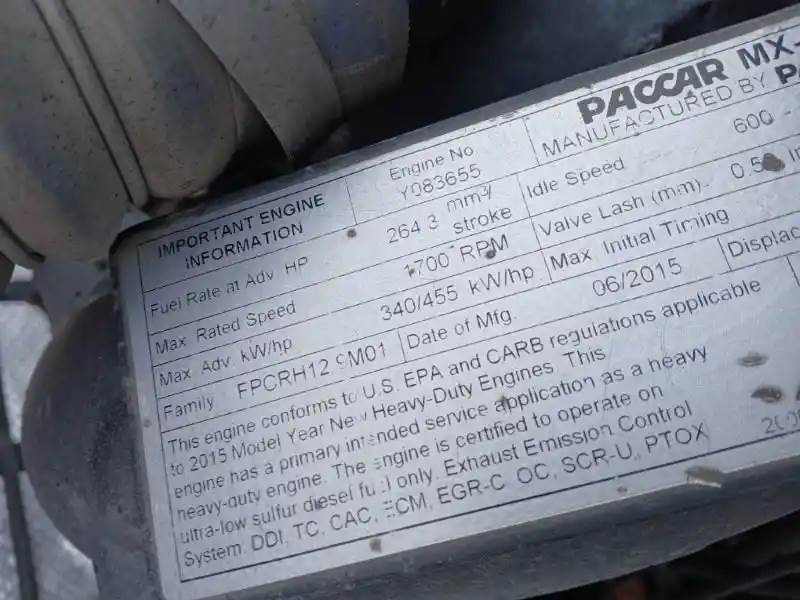 IMPORTANT ENGINE INFORMATION
Engine No
Y083655
PACCAR MX-
MANUFACTURED BY
Fuel Rate at Adv. HP
264.3 mm³/
stroke
Idle Speed
600 -
Max Rated Speed
1700 RPM
Valve Lash (mm).
Max Adv. kW/hp
340/455 kW/hp
Max Initial Timing
Family
FPCRH12.9M01
Date of Mfg.
06/2015
This engine conforms to U.S. EPA and CARB regulations applicable
to 2015 Model Year New Heavy-Duty Engines. This
engine has a primary intended service application as a heavy
heavy-duty engine. The engine is certified to operate on
ultra-low sulfur diesel fuel only. Exhaust Emission Control
System. DDI, TC, CAC, ECM, EGR-C, OC, SCR-U, PTOX